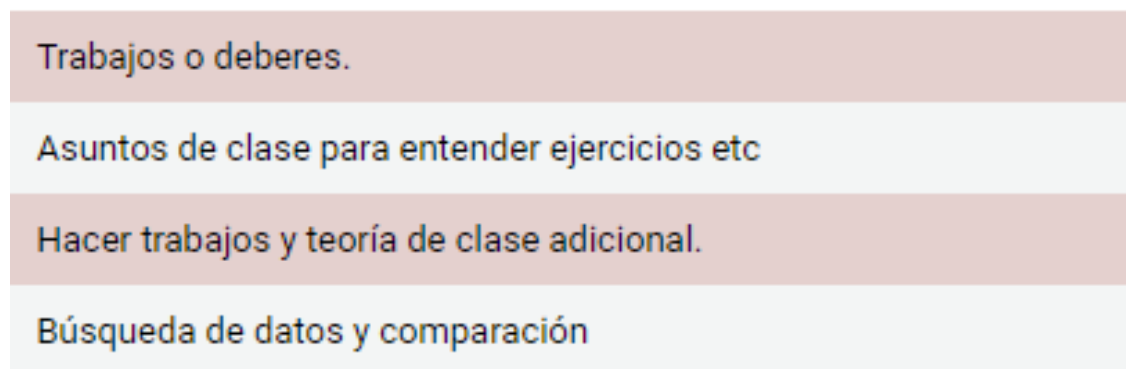 Trabajos o deberes.
Asuntos de clase para entender ejercicios etc
Hacer trabajos y teoría de clase adicional.
Búsqueda de datos y comparación